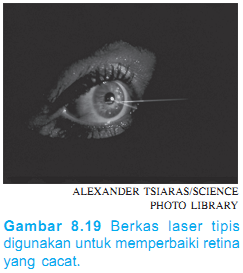 ALEXANDER TSIARAS/SCIENCE
PHOTO LIBRARY
Gambar 8.19 Berkas laser tipis
digunakan untuk memperbaiki retina
yang cacat.